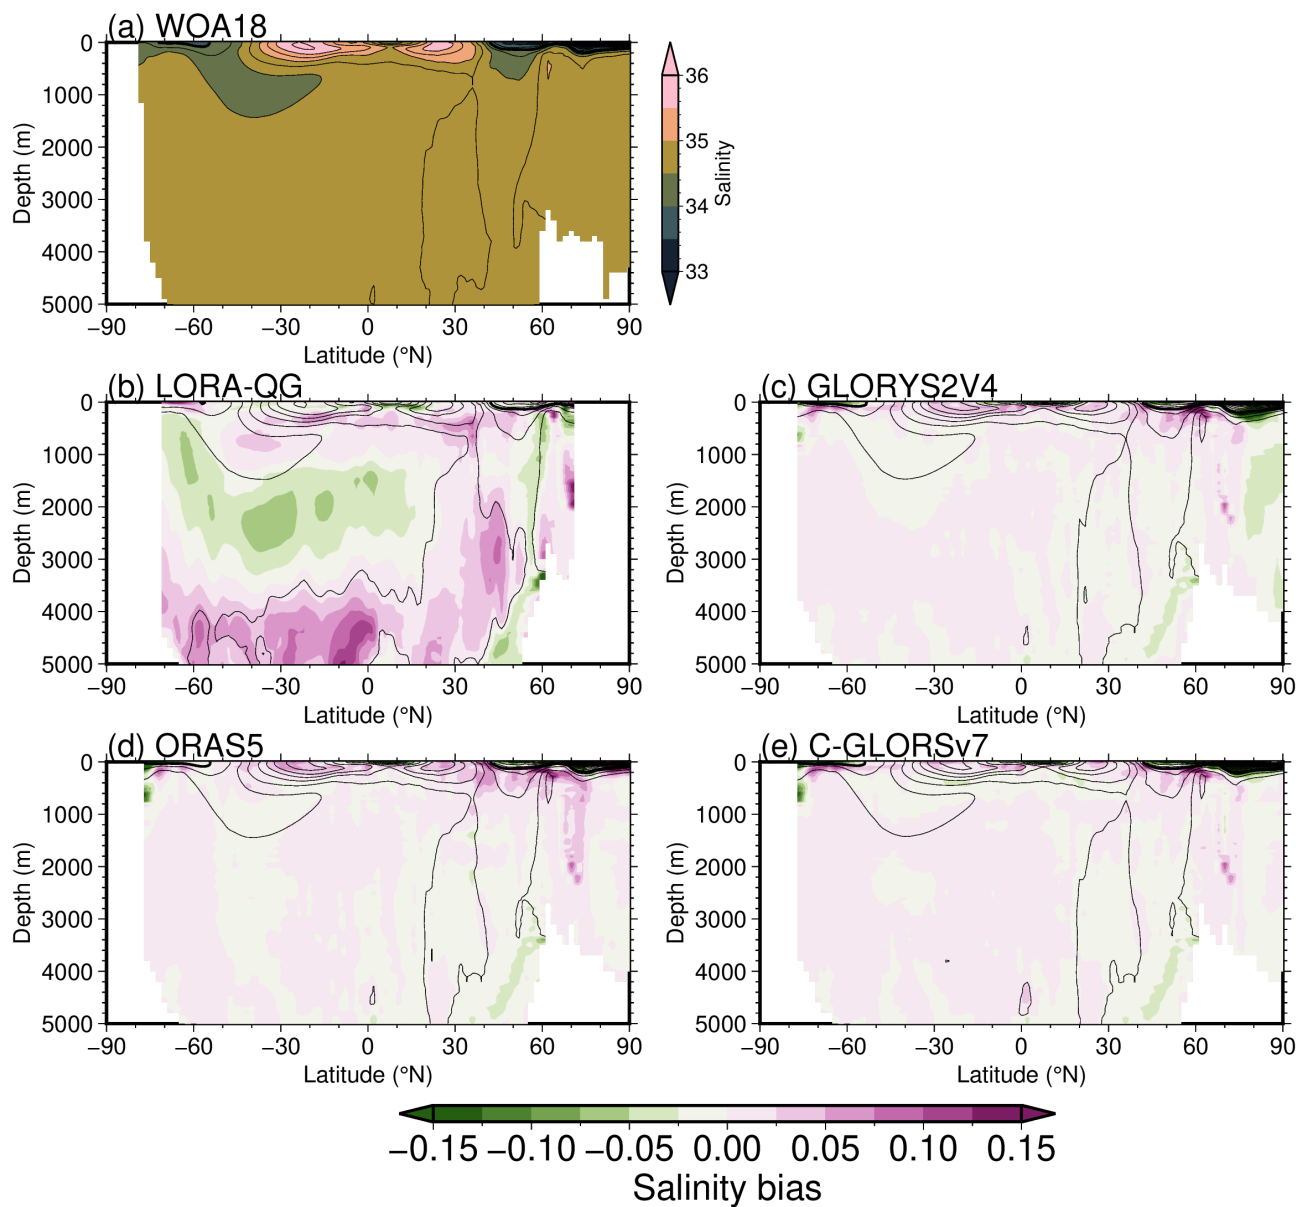 (a) WOA18
0
1000
2000
3000
4000
5000
Depth (m)
−90 −60 −30 0 30 60 90
Latitude (°N)
36
35
34
33
Salinity
(b) LORA-QG
0
1000
2000
3000
4000
5000
Depth (m)
−90 −60 −30 0 30 60 90
Latitude (°N)
(c) GLORYS2V4
0
1000
2000
3000
4000
5000
Depth (m)
−90 −60 −30 0 30 60 90
Latitude (°N)
(d) ORAS5
0
1000
2000
3000
4000
5000
Depth (m)
−90 −60 −30 0 30 60 90
Latitude (°N)
(e) C-GLORSv7
0
1000
2000
3000
4000
5000
Depth (m)
−90 −60 −30 0 30 60 90
Latitude (°N)
−0.15 −0.10 −0.05 0.00 0.05 0.10 0.15
Salinity bias